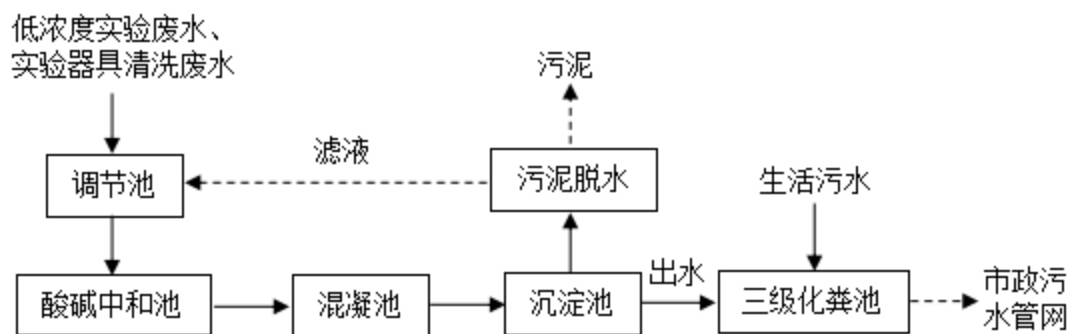 低浓度实验废水、
实验器具清洗废水
污泥
滤液
调节池
污泥脱水
生活污水
酸碱中和池
混凝池
沉淀池
出水
三级化粪池
市政污
水管网